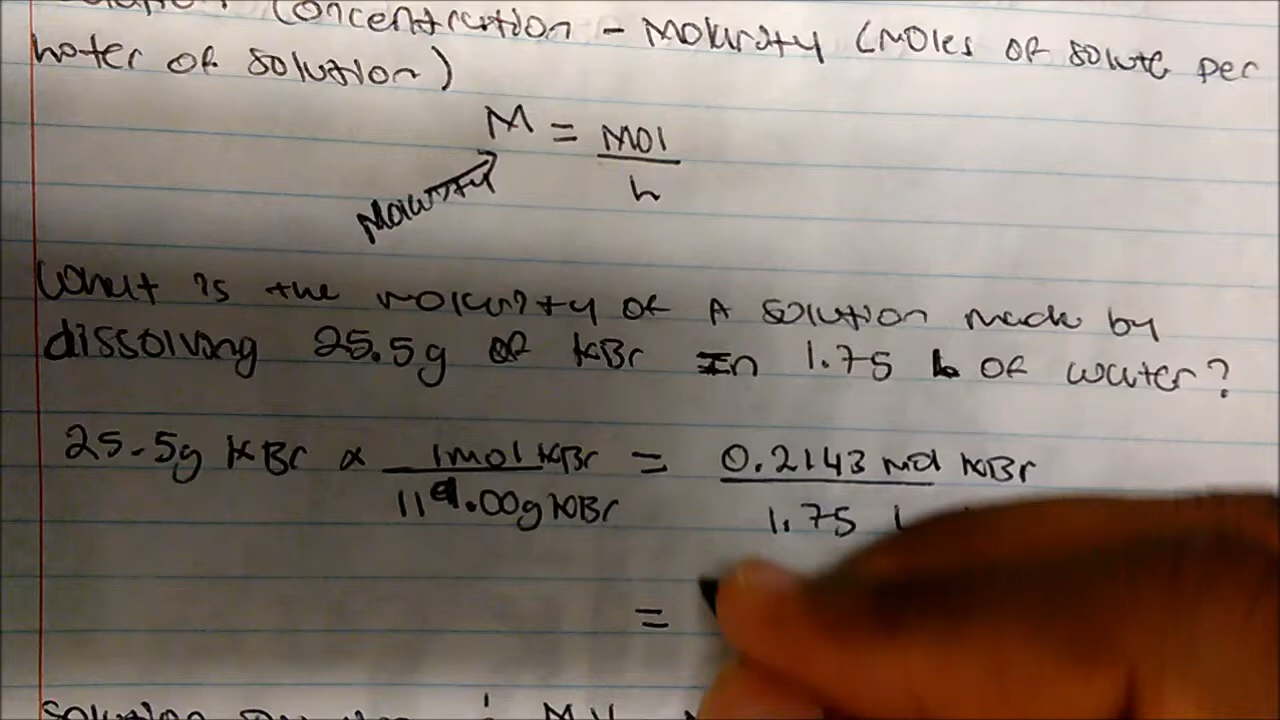 Concentration - Molarity (Moles of solute per
liter of solution)
M = mol
L
Molarity
What is the molarity of A solution made by
dissolving 25.5g of KBr In 1.75 L of water?
25.5g KBr x 1mol KBr = 0.2143 mol KBr
119.00g KBr 1.75 L
=
solution